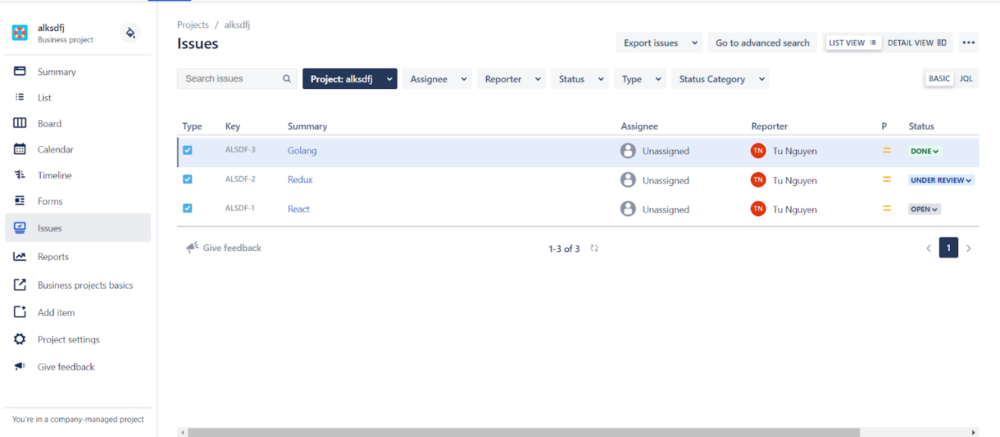 alksdfj
Business project
Summary
List
Board
Calendar
Timeline
Forms
Issues
Reports
Business projects basics
Add item
Project settings
Give feedback
You're in a company-managed project
Projects / alksdfj
Issues
Export issues Go to advanced search LIST VIEW DETAIL VIEW
Search issues Project: alksdfj Assignee Reporter Status Type Status Category BASIC JQL
Type Key Summary Assignee Reporter P Status
ALSDF-3 Golang Unassigned TN Tu Nguyen DONE
ALSDF-2 Redux Unassigned TN Tu Nguyen UNDER REVIEW
ALSDF-1 React Unassigned TN Tu Nguyen OPEN
Give feedback 1-3 of 3 1